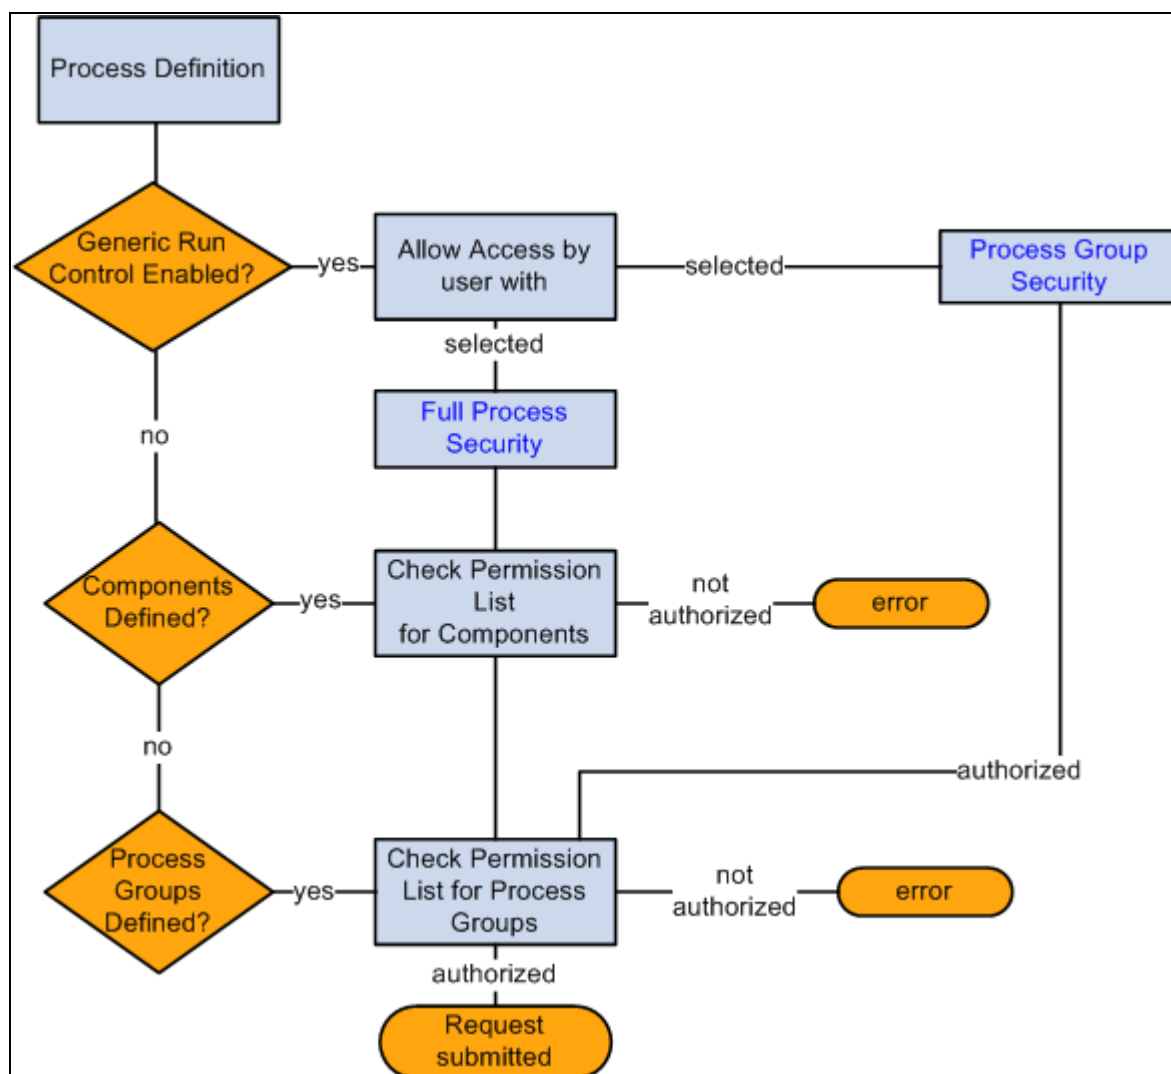 Process Definition
Generic Run
Control Enabled?
yes
Allow Access by
user with
selected
Process Group
Security
selected
Full Process
Security
no
Components
Defined?
yes
Check Permission
List
for Components
not
authorized
error
no
authorized
Process
Groups
Defined?
yes
Check Permission
List for Process
Groups
not
authorized
error
authorized
Request
submitted